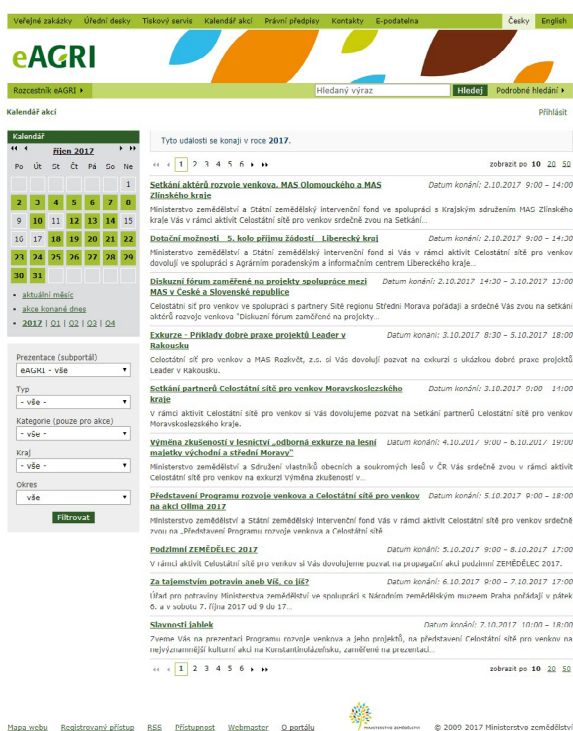 Veřejné zakázky Úřední desky Tiskový servis Kalendář akcí Právní předpisy Kontakty E-podatelna Česky English
eAGRI
Rozcestník eAGRI Hledaný výraz Hledej Podrobné hledání
Kalendář akcí Přihlásit
Kalendář
říjen 2017
Po Út St Čt Pá So Ne
1
2 3 4 5 6 7 8
9 10 11 12 13 14 15
16 17 18 19 20 21 22
23 24 25 26 27 28 29
30 31
aktuální měsíc
akce konané dnes
2017 | Q1 | Q2 | Q3 | Q4
Prezentace (subportál)
eAGRI - vše
Typ
- vše -
Kategorie (pouze pro akce)
- vše -
Kraj
- vše -
Okres
vše
Filtrovat
Tyto události se konají v roce 2017.
1 2 3 4 5 6 zobrazit po 10 20 50
Setkání aktérů rozvoje venkova, MAS Olomouckého a MAS Datum konání: 2.10.2017 9:00 – 14:00
Zlínského kraje
Ministerstvo zemědělství a Státní zemědělský intervenční fond ve spolupráci s Krajským sdružením MAS Zlínského
kraje Vás v rámci aktivit Celostátní sítě pro venkov srdečně zvou na Setkání...
Dotační možnosti 5. kolo příjmu žádostí Liberecký kraj Datum konání: 2.10.2017 9:00 – 14:30
Ministerstvo zemědělství a Státní zemědělský intervenční fond si Vás v rámci aktivit Celostátní sítě pro venkov
dovolují ve spolupráci s Agrárním poradenským a informačním centrem Libereckého kraje...
Diskuzní fórum zaměřené na projekty spolupráce mezi Datum konání: 2.10.2017 14:30 – 3.10.2017 13:00
MAS v České a Slovenské republice
Celostátní síť pro venkov ve spolupráci s partnery Sítě regionu Střední Morava pořádají a srdečně Vás zvou na setkání
aktérů rozvoje venkova "Diskuzní fórum zaměřené na projekty...
Exkurze - Příklady dobré praxe projektů Leader v Datum konání: 3.10.2017 8:30 – 5.10.2017 18:00
Rakousku
Celostátní síť pro venkov a MAS Rozkvět, z.s. si Vás dovolují pozvat na exkurzi s ukázkou dobré praxe projektů
Leader v Rakousku.
Setkání partnerů Celostátní sítě pro venkov Moravskoslezského Datum konání: 3.10.2017 9:00 14:00
kraje
V rámci aktivit Celostátní sítě pro venkov si Vás dovolujeme pozvat na Setkání partnerů Celostátní sítě pro venkov
Moravskoslezského kraje.
Výměna zkušeností v lesnictví „odborná exkurze na lesní Datum konání: 4.10.2017 9:00 – 6.10.2017 19:00
majetky východní a střední Moravy"
Ministerstvo zemědělství a Sdružení vlastníků obecních a soukromých lesů v ČR Vás srdečně zvou v rámci aktivit
Celostátní sítě pro venkov na exkurzi Výměna zkušeností v...
Představení Programu rozvoje venkova a Celostátní sítě pro venkov Datum konání: 5.10.2017 9:00 – 18:00
na akci Olima 2017
Ministerstvo zemědělství a Státní zemědělský intervenční fond Vás v rámci aktivit Celostátní sítě pro venkov srdečně
zvou na „Představení Programu rozvoje venkova a Celostátní sítě
Podzimní ZEMĚDĚLEC 2017 Datum konání: 5.10.2017 9:00 – 8.10.2017 17:00
V rámci aktivit Celostátní sítě pro venkov si Vás dovolujeme pozvat na propagační akci podzimní ZEMĚDĚLEC 2017.
Za tajemstvím potravin aneb Víš, co jíš? Datum konání: 6.10.2017 9:00 – 7.10.2017 17:00
Úřad pro potraviny Ministerstva zemědělství ve spolupráci s Národním zemědělským muzeem Praha pořádají v pátek
6. a v sobotu 7. října 2017 od 9 do 17...
Slavnosti jablek Datum konání: 7.10.2017 10:00 – 18:00
Zveme Vás na prezentaci Programu rozvoje venkova a jeho projektů, na představení Celostátní sítě pro venkov na
nejvýznamnější kulturní akci na Konstantinolázeňsku, zaměřené na prezentaci...
1 2 3 4 5 6 zobrazit po 10 20 50
Mapa webu Registrovaný přístup RSS Přístupnost Webmaster O portálu MINISTERSTVO ZEMĚDĚLSTVÍ © 2009 2017 Ministerstvo zemědělství